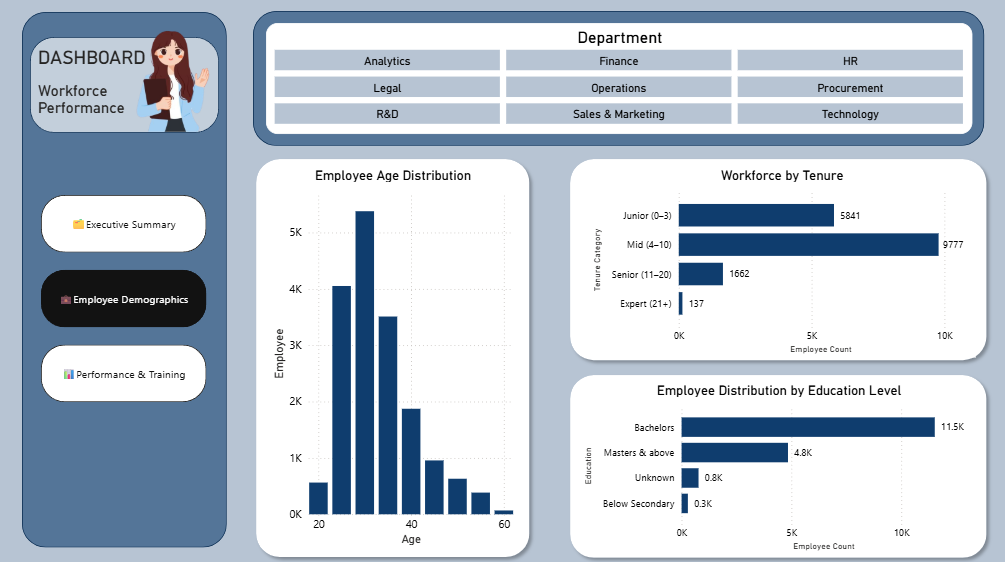 DASHBOARD
Workforce
Performance
Executive Summary
Employee Demographics
Performance & Training
Department
Analytics
Finance
HR
Legal
Operations
Procurement
R&D
Sales & Marketing
Technology
Employee Age Distribution
Employee
5K
4K
3K
2K
1K
0K
20
40
60
Age
Workforce by Tenure
Tenure Category
Junior (0–3)
5841
Mid (4–10)
9777
Senior (11–20)
1662
Expert (21+)
137
0K
5K
10K
Employee Count
Employee Distribution by Education Level
Education
Bachelors
11.5K
Masters & above
4.8K
Unknown
0.8K
Below Secondary
0.3K
0K
5K
10K
Employee Count